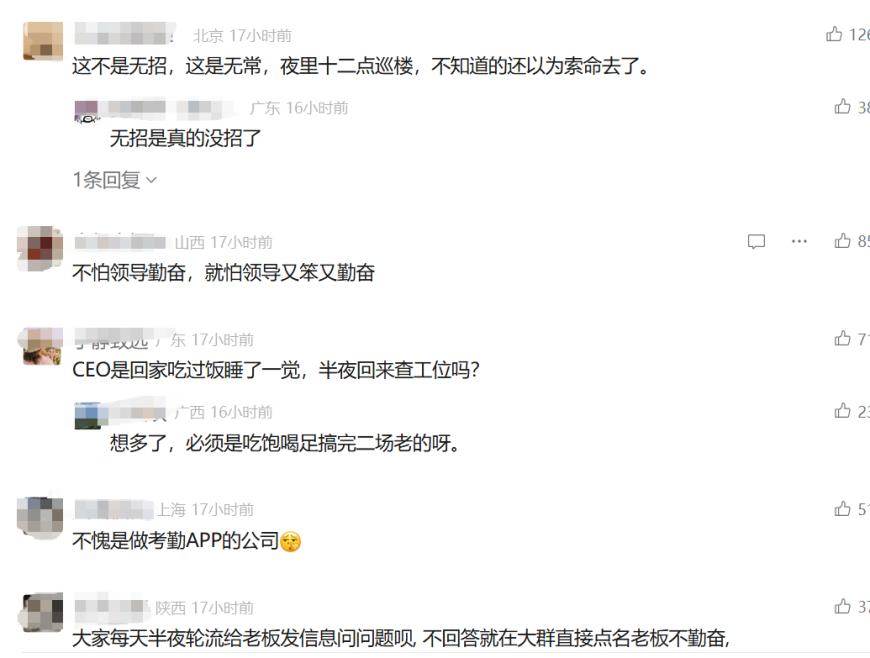 北京 17小时前 126
这不是无招，这是无常，夜里十二点巡楼，不知道的还以为索命去了。
广东 16小时前 38
无招是真的没招了
1条回复
山西 17小时前 85
不怕领导勤奋，就怕领导又笨又勤奋
广东 17小时前 71
CEO是回家吃过饭睡了一觉，半夜回来查工位吗？
广西 16小时前 23
想多了，必须是吃饱喝足搞完二场老的呀。
上海 17小时前 51
不愧是做考勤APP的公司
陕西 17小时前 37
大家每天半夜轮流给老板发信息问问题呗, 不回答就在大群直接点名老板不勤奋,